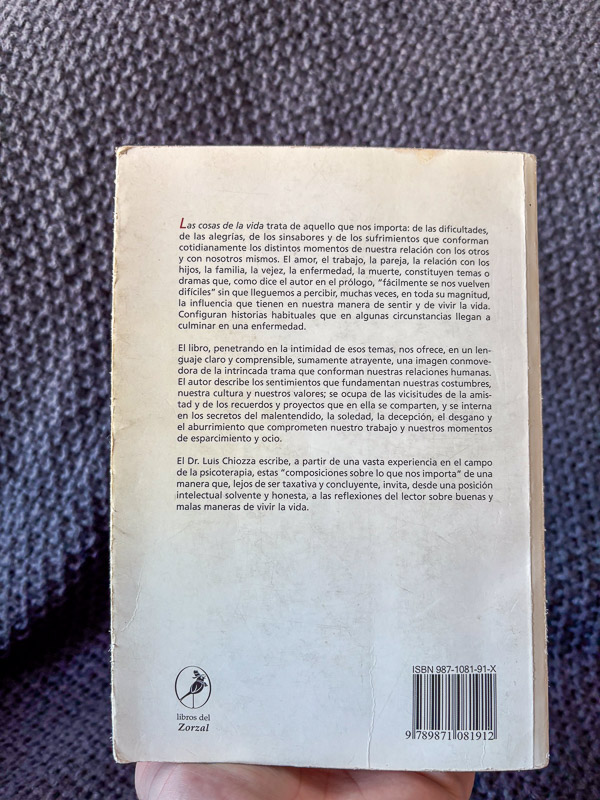 Las cosas de la vida trata de aquello que nos importa: de las dificultades,
de las alegrías, de los sinsabores y de los sufrimientos que conforman
cotidianamente los distintos momentos de nuestra relación con los otros
y con nosotros mismos. El amor, el trabajo, la pareja, la relación con los
hijos, la familia, la vejez, la enfermedad, la muerte, constituyen temas o
dramas que, como dice el autor en el prólogo, “fácilmente se nos vuelven
difíciles” sin que lleguemos a percibir, muchas veces, en toda su magnitud,
la influencia que tienen en nuestra manera de sentir y de vivir la vida.
Configuran historias habituales que en algunas circunstancias llegan a
culminar en una enfermedad.
El libro, penetrando en la intimidad de esos temas, nos ofrece, en un len-
guaje claro y comprensible, sumamente atrayente, una imagen conmove-
dora de la intrincada trama que conforman nuestras relaciones humanas.
El autor describe los sentimientos que fundamentan nuestras costumbres,
nuestra cultura y nuestros valores; se ocupa de las vicisitudes de la amis-
tad y de los recuerdos y proyectos que en ella se comparten, y se interna
en los secretos del malentendido, la soledad, la decepción, el desgano y
el aburrimiento que comprometen nuestro trabajo y nuestros momentos
de esparcimiento y ocio.
El Dr. Luis Chiozza escribe, a partir de una vasta experiencia en el campo
de la psicoterapia, estas “composiciones sobre lo que nos importa” de una
manera que, lejos de ser taxativa y concluyente, invita, desde una posición
intelectual solvente y honesta, a las reflexiones del lector sobre buenas y
malas maneras de vivir la vida.
libros del
Zorzal
ISBN 987-1081-91-X
9 789871 081912